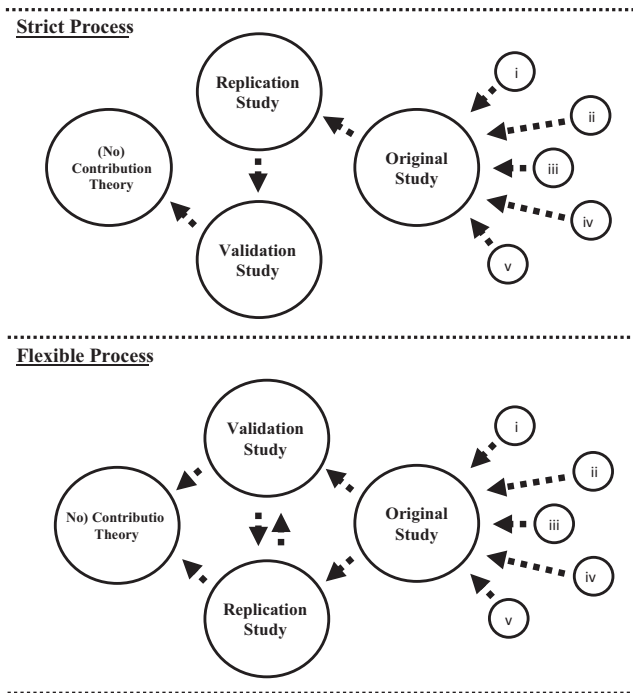 Strict Process
Replication
Study
i
ii
(No)
Contribution
Theory
Original
Study
iii
iv
Validation
Study
v
Flexible Process
Validation
Study
i
ii
No) Contributio
Theory
Original
Study
iii
iv
Replication
Study
v